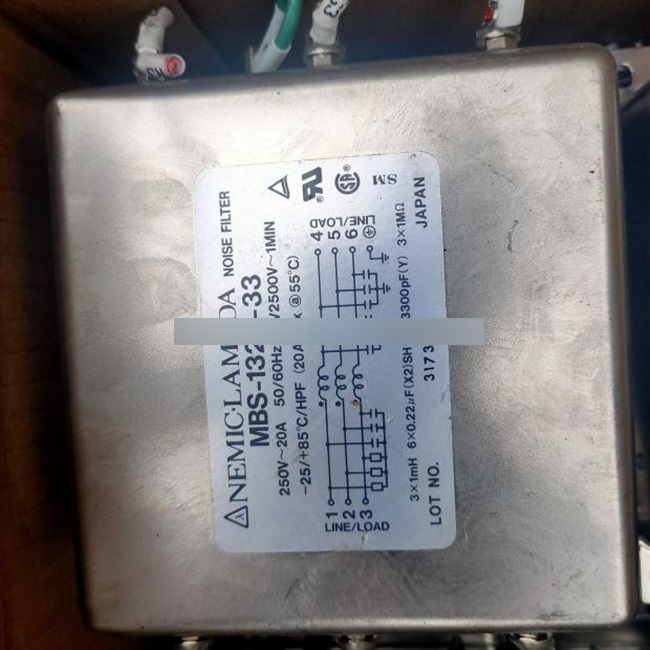 NEMIC·LAM DA NOISE FILTER
MBS-132 -33
250V~20A 50/60Hz /2500V~1MIN
-25/+85°C/HPF (20A x @55°C)
LINE/LOAD
4
5
6
1
2
3
LINE/LOAD
3×1mH 6×0.22μF(X2)SH 3300pF(Y) 3×1MΩ
LOT NO. 3173 JAPAN
SM